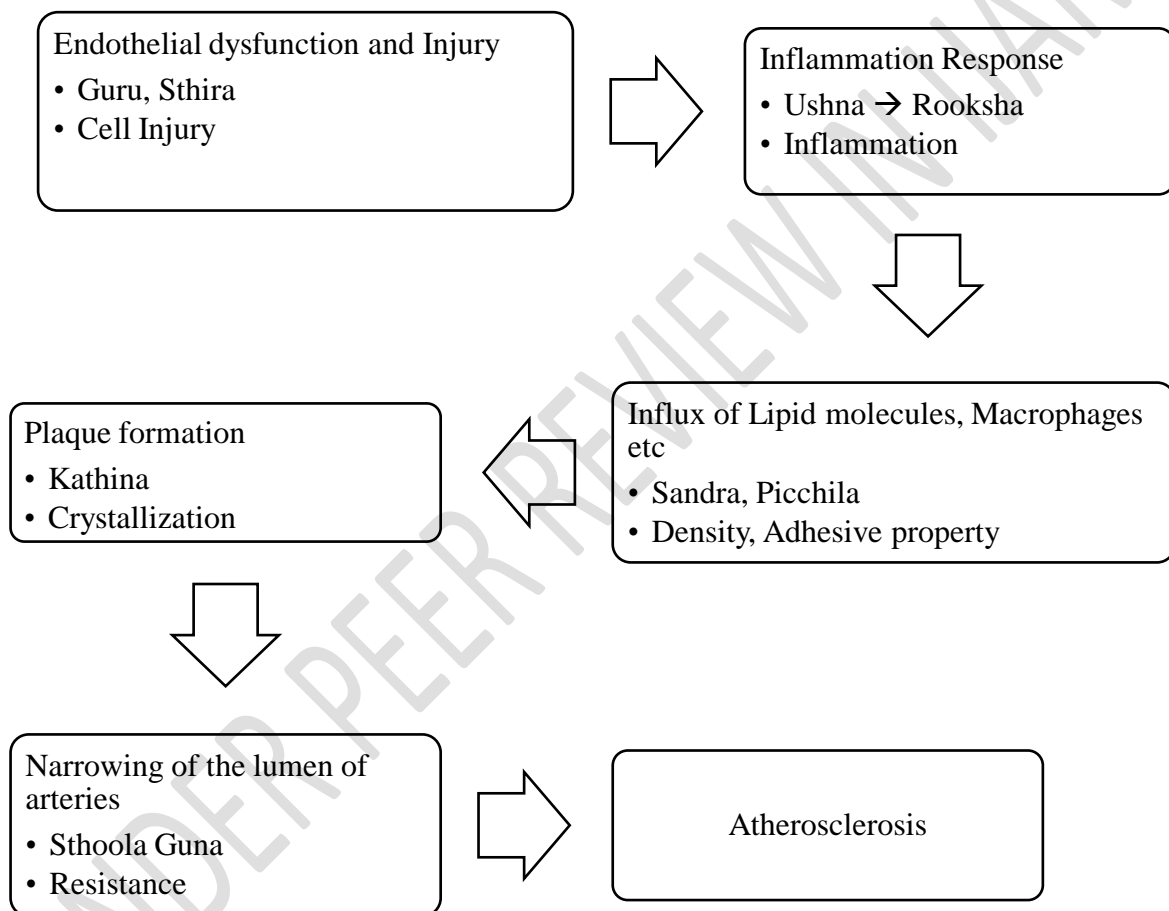 Endothelial dysfunction and Injury
• Guru, Sthira
• Cell Injury
Inflammation Response
• Ushna → Rooksha
• Inflammation
Influx of Lipid molecules, Macrophages
etc
• Sandra, Picchila
• Density, Adhesive property
Plaque formation
• Kathina
• Crystallization
Narrowing of the lumen of
arteries
• Sthoola Guna
• Resistance
Atherosclerosis
PEER REVIEW IN